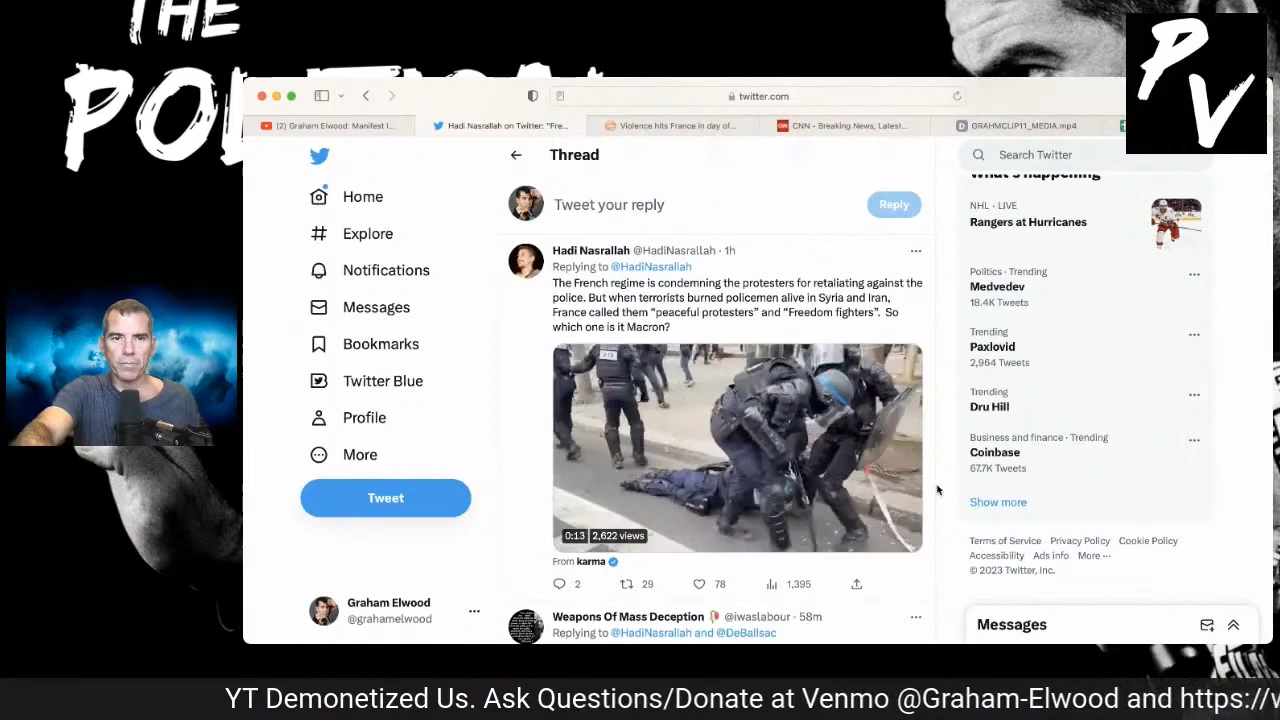 THE
POLITICAL
P
V
twitter.com
(2) Graham Elwood: Manifest I...
Hadi Nasrallah on Twitter: "Fre...
Violence hits France in day of...
CNN - Breaking News, Latest...
GRAHMCLIP11_MEDIA.mp4
Home
Explore
Notifications
Messages
Bookmarks
Twitter Blue
Profile
More
Tweet
Graham Elwood
@grahamelwood
Thread
Tweet your reply
Reply
Hadi Nasrallah @HadiNasrallah · 1h
Replying to @HadiNasrallah
The French regime is condemning the protesters for retaliating against the
police. But when terrorists burned policemen alive in Syria and Iran,
France called them “peaceful protesters” and “Freedom fighters”. So
which one is it Macron?
0:13 2,622 views
From karma
2 29 78 1,395
Weapons Of Mass Deception @iwaslabour · 58m
Replying to @HadiNasrallah and @DeBallsac
Search Twitter
What's happening
NHL · LIVE
Rangers at Hurricanes
Politics · Trending
Medvedev
18.4K Tweets
Trending
Paxlovid
2,964 Tweets
Trending
Dru Hill
Business and finance · Trending
Coinbase
67.7K Tweets
Show more
Terms of Service Privacy Policy Cookie Policy
Accessibility Ads info More ···
© 2023 Twitter, Inc.
Messages
YT Demonetized Us. Ask Questions/Donate at Venmo @Graham-Elwood and https://w